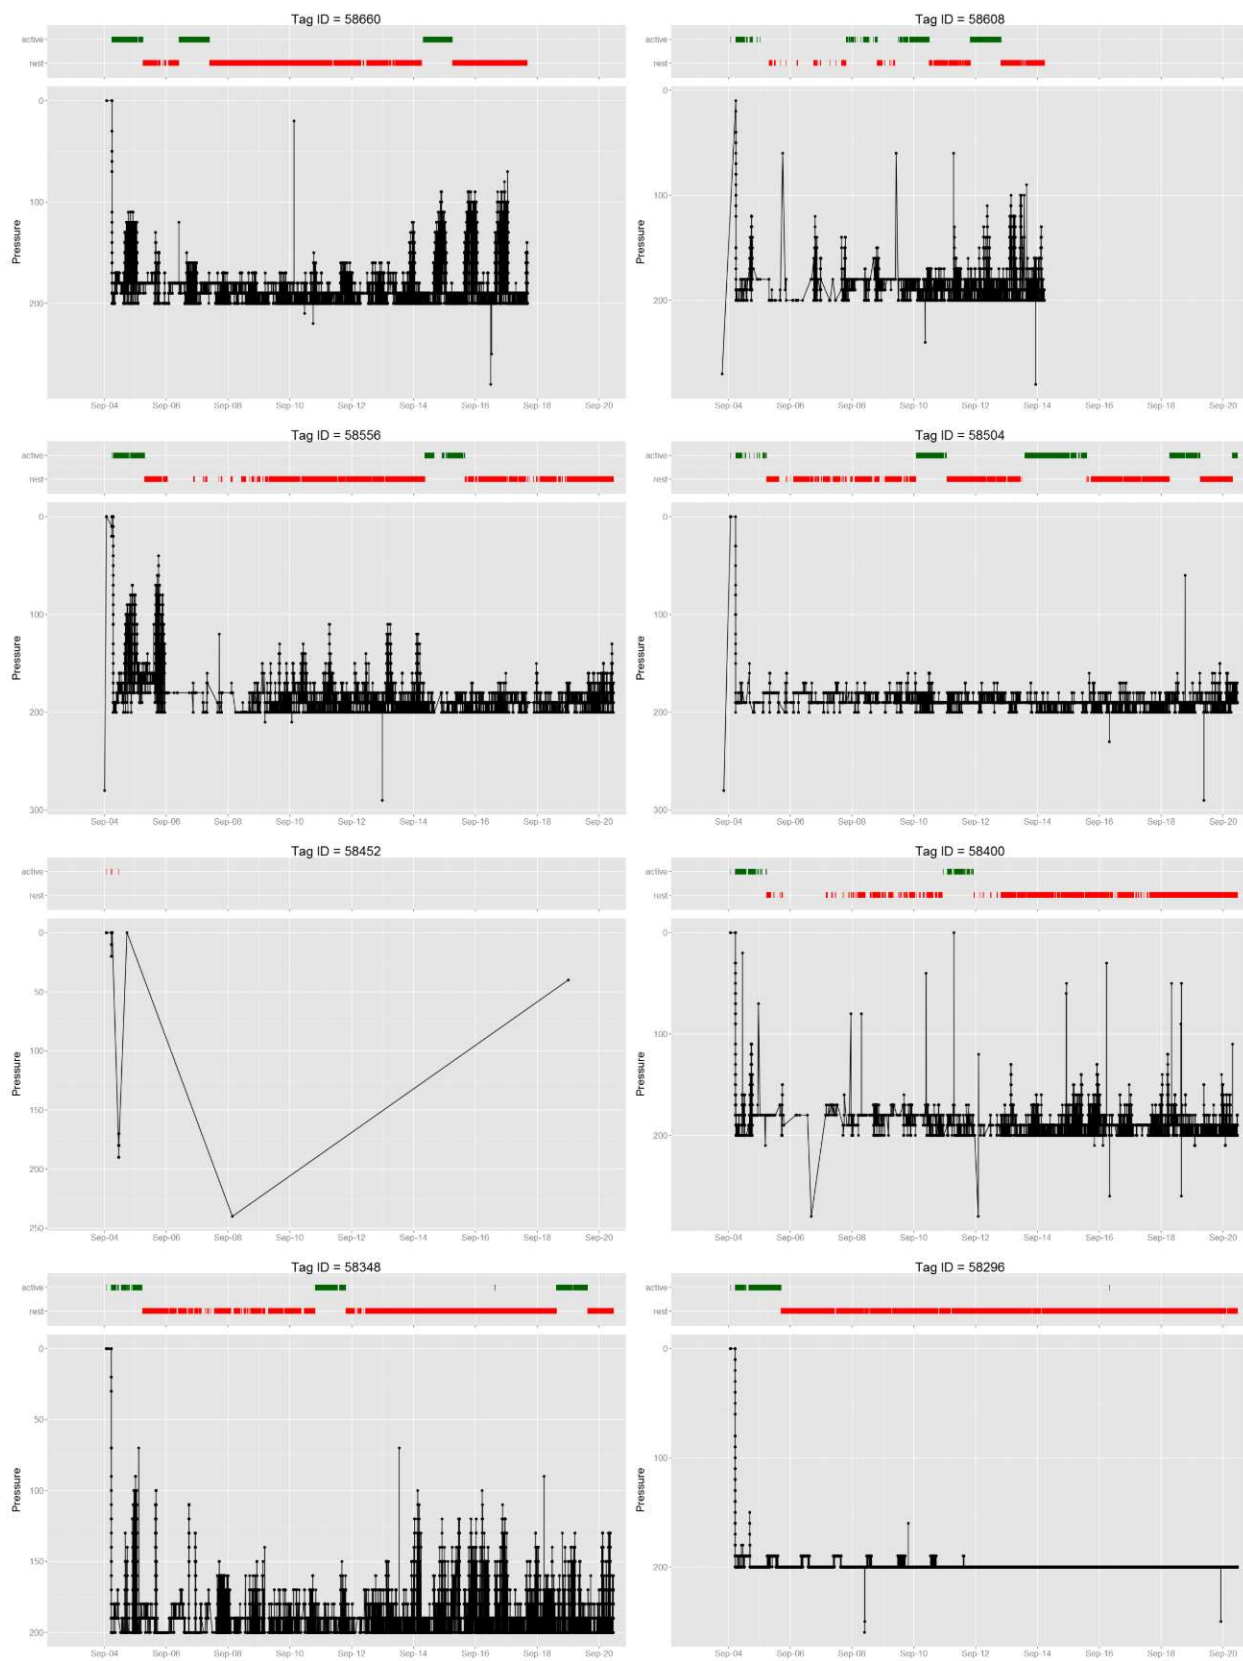 Tag ID = 58660
active
rest
0
100
200
Pressure
Sep-04 Sep-06 Sep-08 Sep-10 Sep-12 Sep-14 Sep-16 Sep-18 Sep-20
Tag ID = 58608
active
rest
0
100
200
Pressure
Sep-04 Sep-06 Sep-08 Sep-10 Sep-12 Sep-14 Sep-16 Sep-18 Sep-20
Tag ID = 58556
active
rest
0
100
200
300
Pressure
Sep-04 Sep-06 Sep-08 Sep-10 Sep-12 Sep-14 Sep-16 Sep-18 Sep-20
Tag ID = 58504
active
rest
0
100
200
300
Pressure
Sep-04 Sep-06 Sep-08 Sep-10 Sep-12 Sep-14 Sep-16 Sep-18 Sep-20
Tag ID = 58452
active
rest
0
50
100
150
200
250
Pressure
Sep-04 Sep-06 Sep-08 Sep-10 Sep-12 Sep-14 Sep-16 Sep-18 Sep-20
Tag ID = 58400
active
rest
0
100
200
Pressure
Sep-04 Sep-06 Sep-08 Sep-10 Sep-12 Sep-14 Sep-16 Sep-18 Sep-20
Tag ID = 58348
active
rest
0
50
100
150
200
Pressure
Sep-04 Sep-06 Sep-08 Sep-10 Sep-12 Sep-14 Sep-16 Sep-18 Sep-20
Tag ID = 58296
active
rest
0
100
200
Pressure
Sep-04 Sep-06 Sep-08 Sep-10 Sep-12 Sep-14 Sep-16 Sep-18 Sep-20